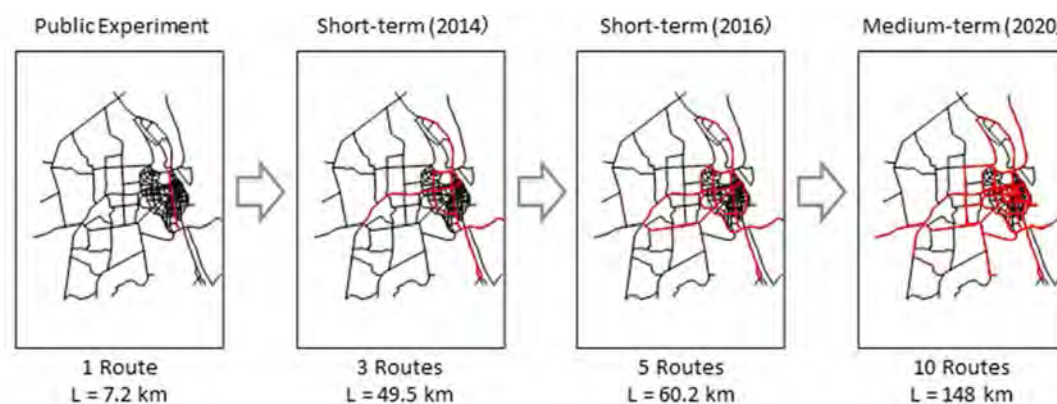 Public Experiment
Short-term (2014)
Short-term (2016)
Medium-term (2020)
1 Route
L = 7.2 km
3 Routes
L = 49.5 km
5 Routes
L = 60.2 km
10 Routes
L = 148 km